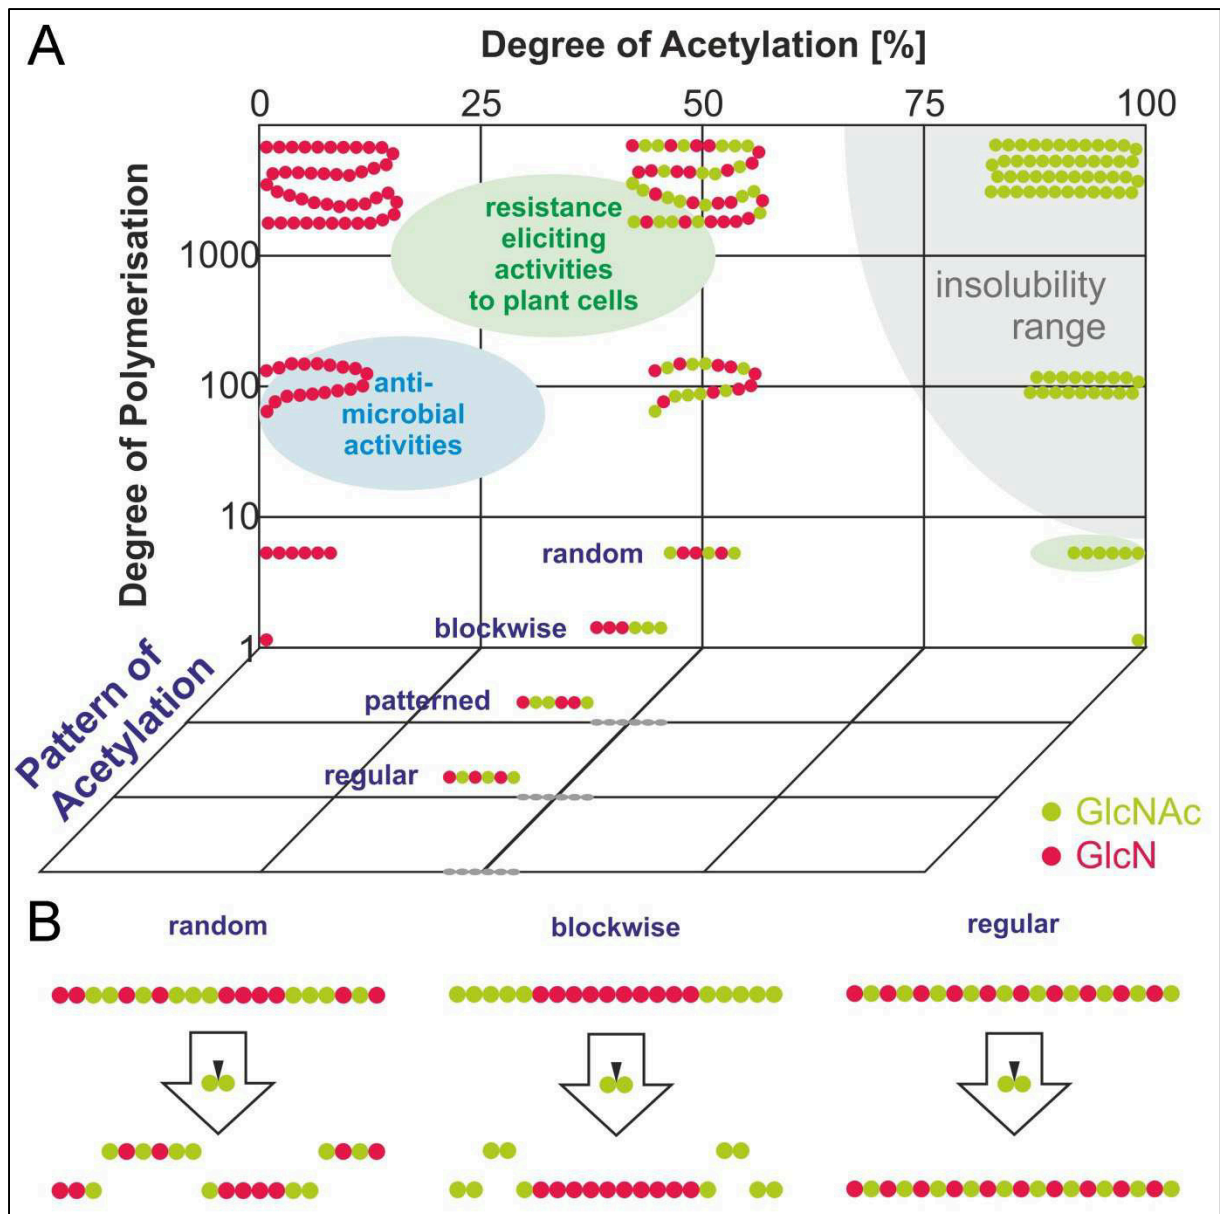 A
Degree of Acetylation [%]
0 25 50 75 100
Degree of Polymerisation
1000
100
10
1
resistance
eliciting
activities
to plant cells
insolubility
range
anti-
microbial
activities
random
blockwise
patterned
regular
Pattern of
Acetylation
GlcNAc
GlcN
B
random
blockwise
regular